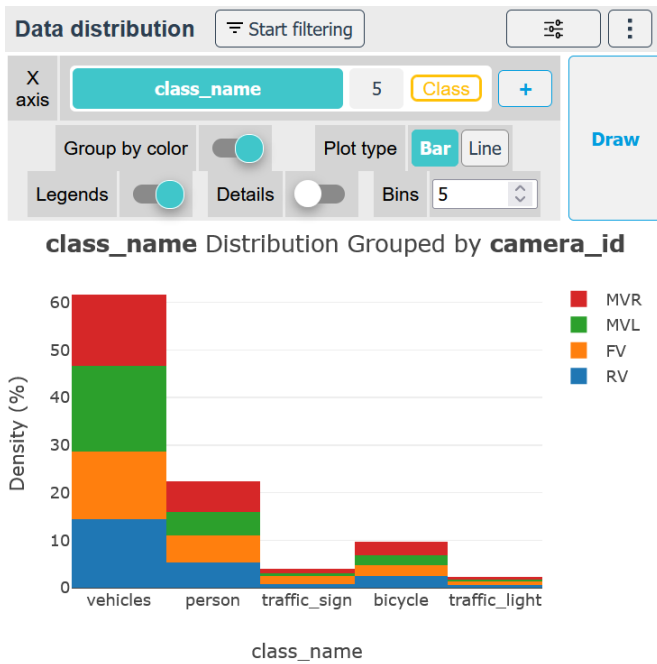 Data distribution Start filtering
X axis class_name 5 Class +
Draw
Group by color Plot type Bar Line
Legends Details Bins 5
class_name Distribution Grouped by camera_id
MVR
MVL
FV
RV
Density (%)
60
50
40
30
20
10
0
vehicles person traffic_sign bicycle traffic_light
class_name